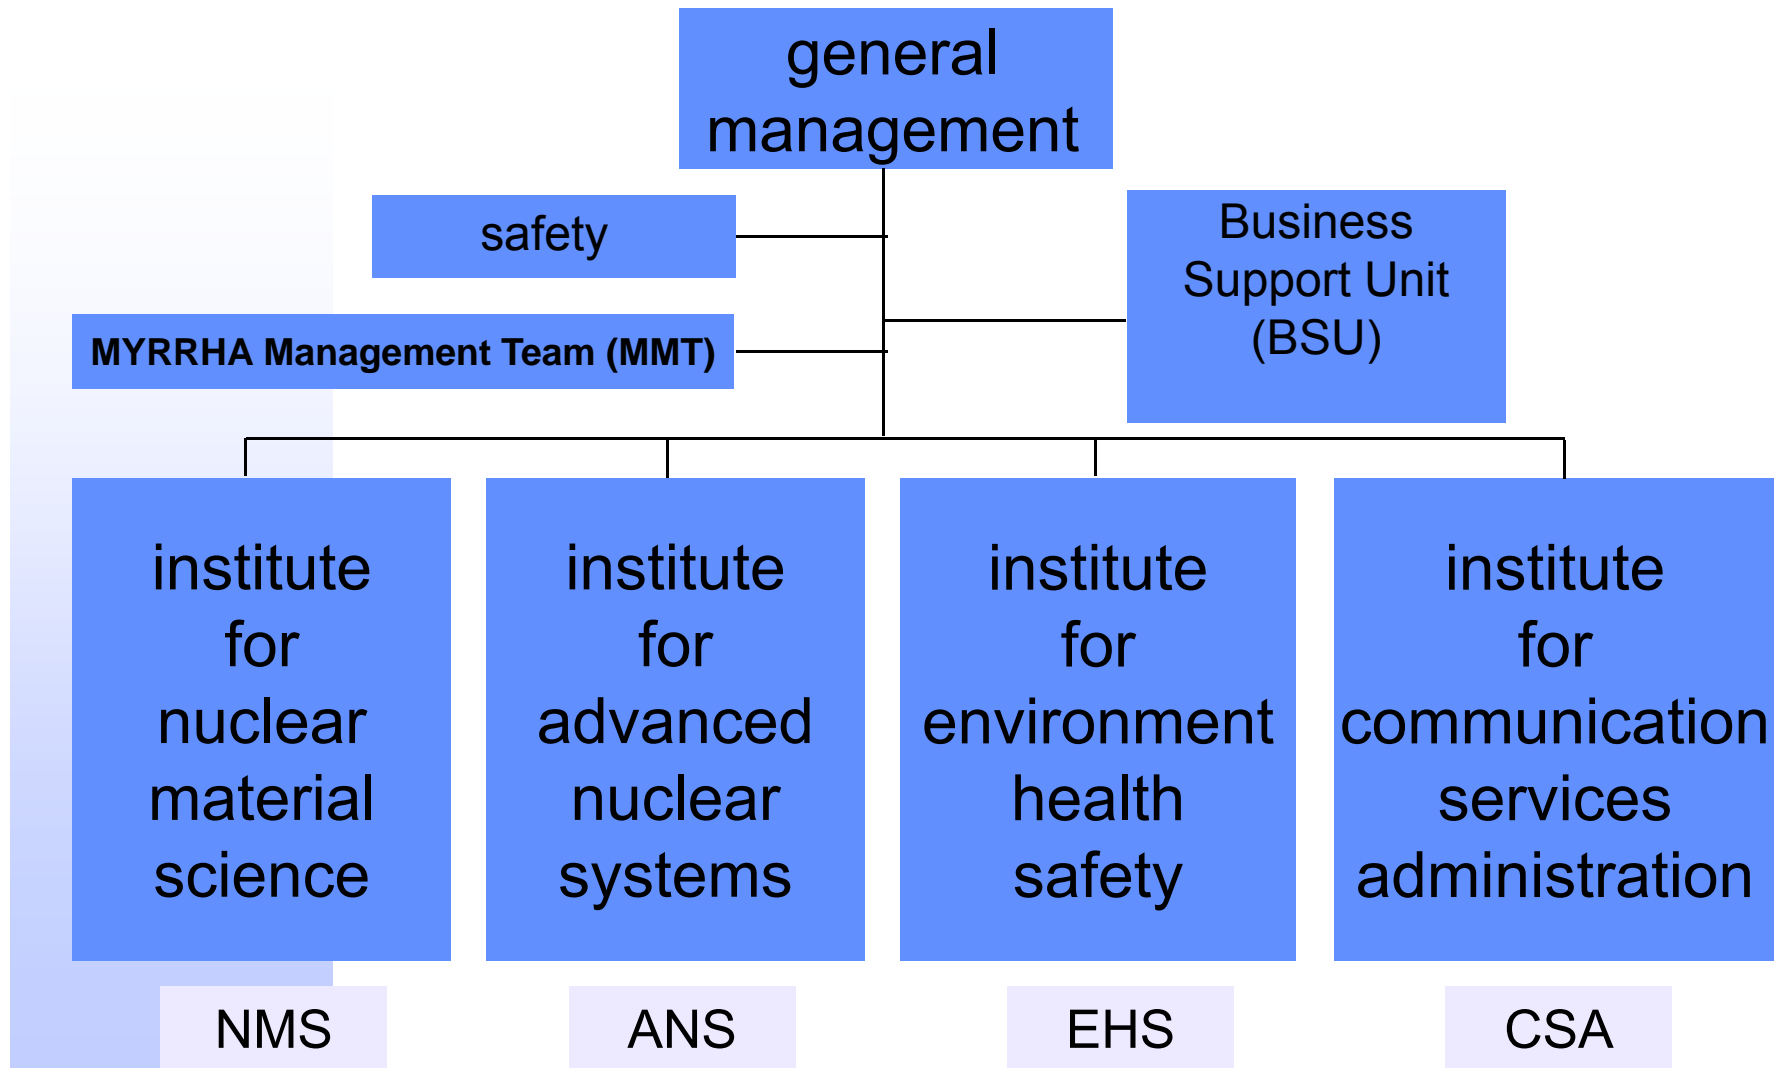 general
management
safety
Business
Support Unit
(BSU)
MYRRHA Management Team (MMT)
institute
for
nuclear
material
science
institute
for
advanced
nuclear
systems
institute
for
environment
health
safety
institute
for
communication
services
administration
NMS
ANS
EHS
CSA